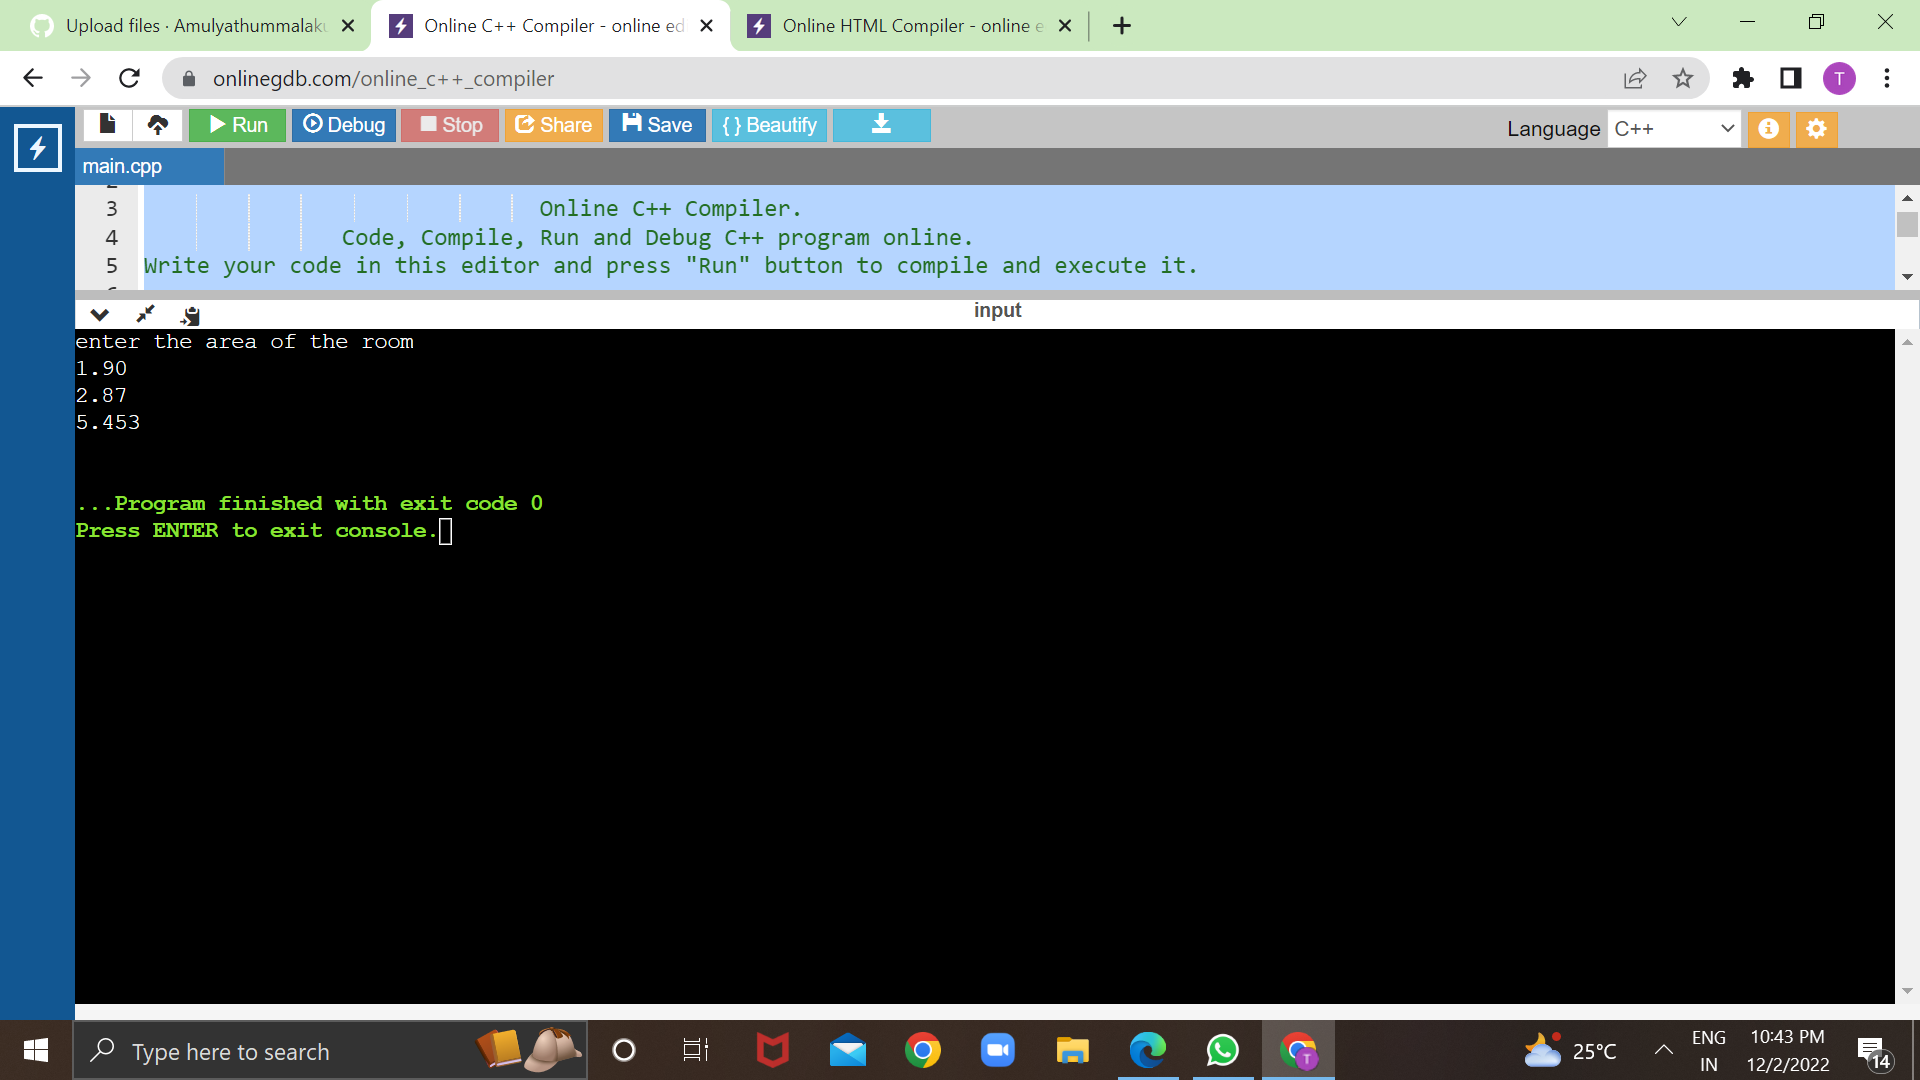 Upload files · Amulyathummalaku
Online C++ Compiler - online ed
Online HTML Compiler - online e
onlinegdb.com/online_c++_compiler
T
Run
Debug
Stop
Share
Save
{ } Beautify
Language
C++
main.cpp
3 Online C++ Compiler.
4 Code, Compile, Run and Debug C++ program online.
5 Write your code in this editor and press "Run" button to compile and execute it.
input
enter the area of the room
1.90
2.87
5.453
...Program finished with exit code 0
Press ENTER to exit console.
Type here to search
T
25°C
ENG
IN
10:43 PM
12/2/2022
14